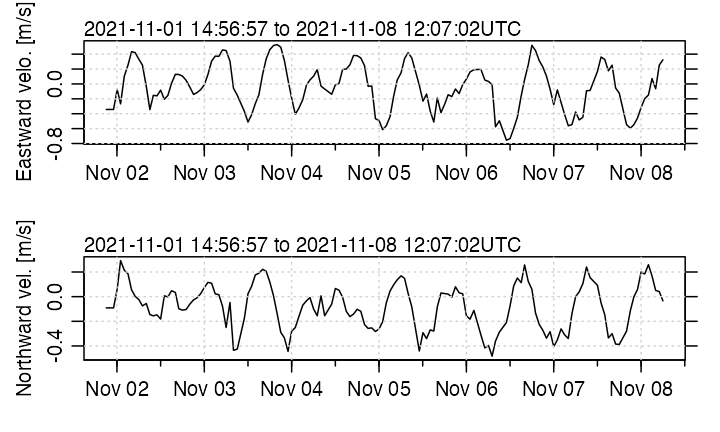 2021-11-01 14:56:57 to 2021-11-08 12:07:02UTC
Eastward velo. [m/s]
0.0
-0.8
Nov 02 Nov 03 Nov 04 Nov 05 Nov 06 Nov 07 Nov 08
2021-11-01 14:56:57 to 2021-11-08 12:07:02UTC
Northward vel. [m/s]
0.0
-0.4
Nov 02 Nov 03 Nov 04 Nov 05 Nov 06 Nov 07 Nov 08